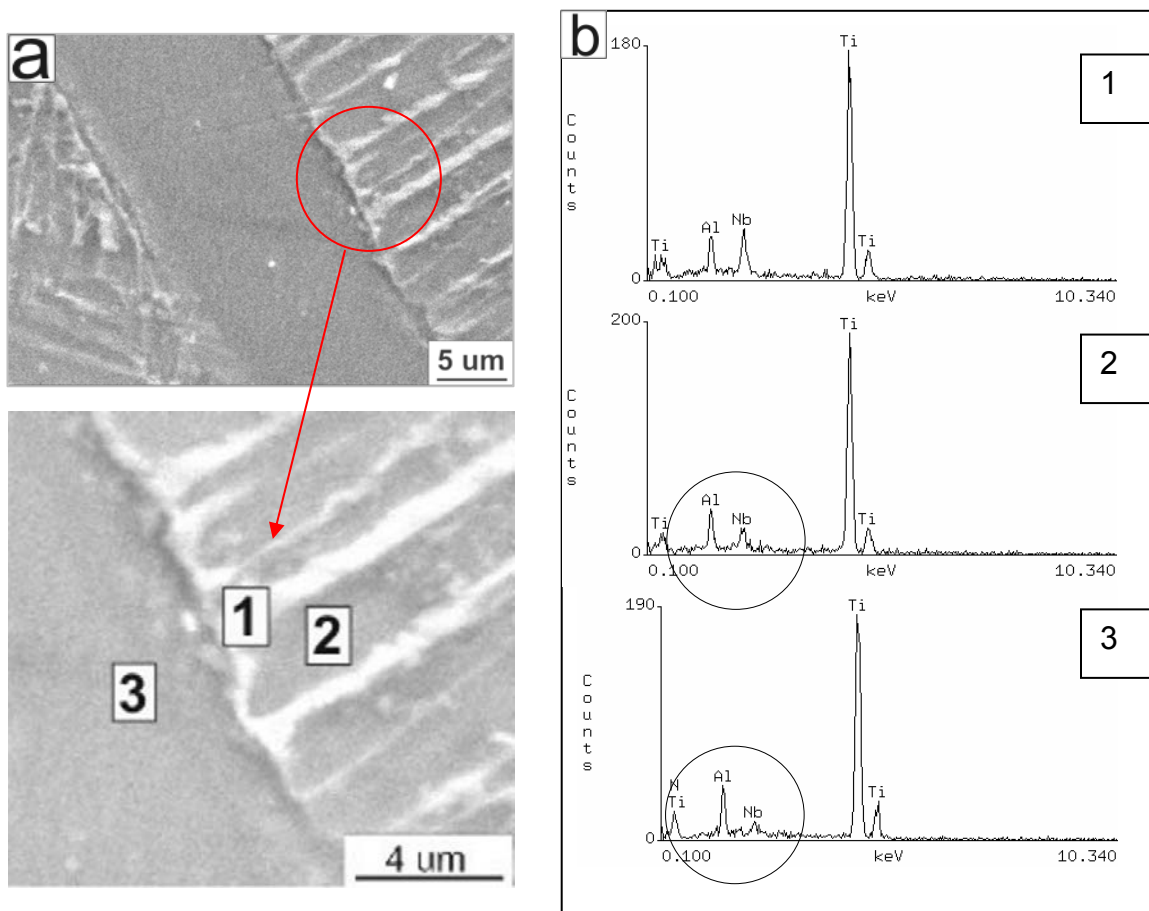 a
5 um
1
2
3
4 um
b
180
Counts
0
Ti
Al
Nb
Ti
Ti
0.100 keV 10.340
1
200
Counts
0
Ti
Al
Nb
Ti
Ti
0.100 keV 10.340
2
190
Counts
0
N
Ti
Al
Nb
Ti
Ti
0.100 keV 10.340
3